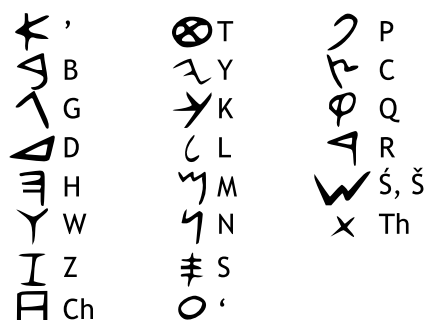 𐤀 ʼ
𐤁 B
𐤂 G
𐤃 D
𐤄 H
𐤅 W
𐤆 Z
𐤇 Ch
𐤈 T
𐤉 Y
𐤊 K
𐤋 L
𐤌 M
𐤍 N
𐤎 S
𐤏 ʻ
𐤐 P
𐤑 C
𐤒 Q
𐤓 R
𐤔 Ś, Š
𐤕 Th